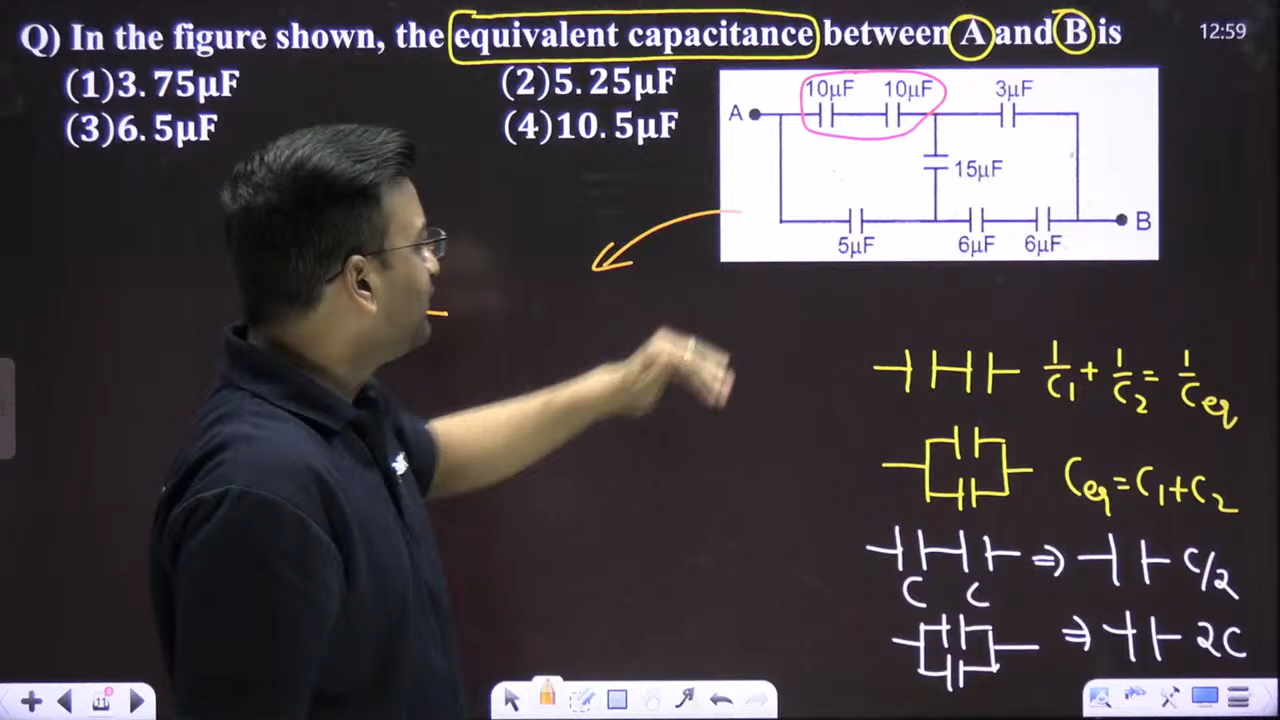 Q) In the figure shown, the equivalent capacitance between A and B is
12:59
(1)3.75μF (2)5.25μF
(3)6.5μF (4)10.5μF
10μF 10μF 3μF
A
15μF
B
5μF 6μF 6μF
1/C1 + 1/C2 = 1/Ceq
Ceq = C1 + C2
C C ⇒ C/2
⇒ 2C
11